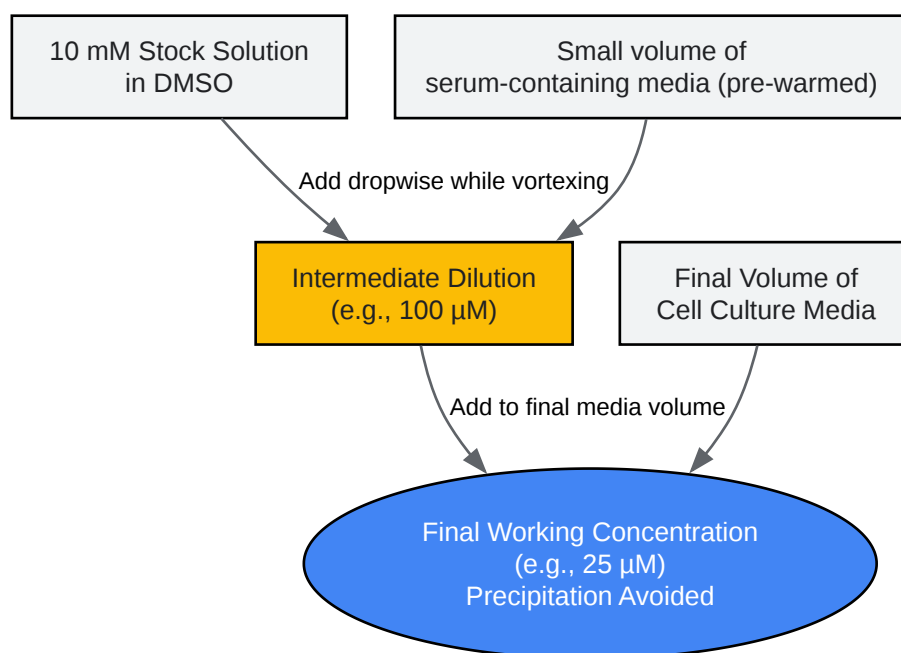 10 mM Stock Solution
in DMSO
Small volume of
serum-containing media (pre-warmed)
Add dropwise while vortexing
Intermediate Dilution
(e.g., 100 µM)
Final Volume of
Cell Culture Media
Add to final media volume
Final Working Concentration
(e.g., 25 µM)
Precipitation Avoided